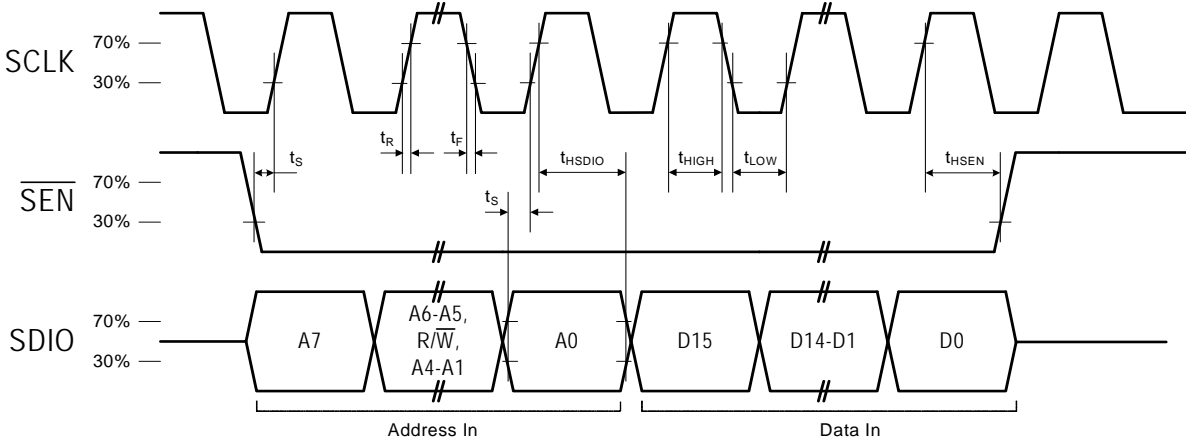 SCLK
70%
30%
tR
tF
tS
tHSDIO
tHIGH
tLOW
tHSEN
SEN
70%
30%
tS
SDIO
70%
30%
A7
A6-A5,
R/W,
A4-A1
A0
D15
D14-D1
D0
Address In
Data In